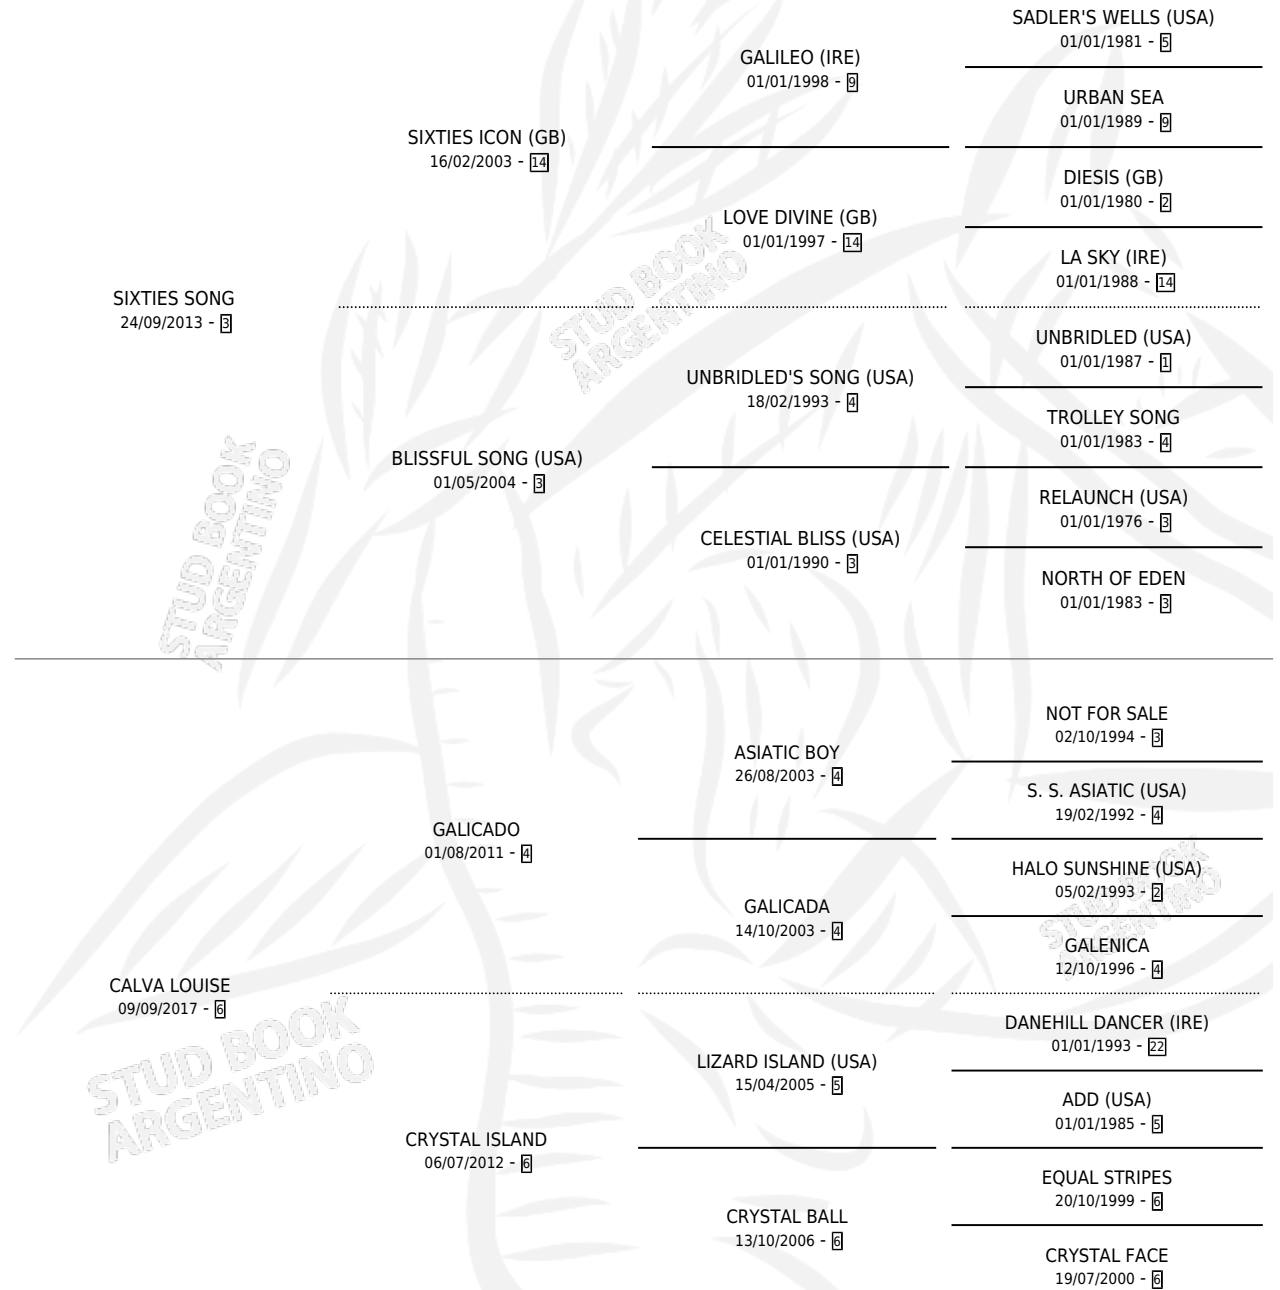 SADLER'S WELLS (USA)
01/01/1981 - 5
GALILEO (IRE)
01/01/1998 - 9
URBAN SEA
01/01/1989 - 9
SIXTIES ICON (GB)
16/02/2003 - 14
DIESIS (GB)
01/01/1980 - 2
LOVE DIVINE (GB)
01/01/1997 - 14
LA SKY (IRE)
01/01/1988 - 14
SIXTIES SONG
24/09/2013 - 3
STUD BOOK
ARGENTINO
UNBRIDLED (USA)
01/01/1987 - 1
UNBRIDLED'S SONG (USA)
18/02/1993 - 4
TROLLEY SONG
01/01/1983 - 4
BLISSFUL SONG (USA)
01/05/2004 - 3
RELAUNCH (USA)
01/01/1976 - 3
CELESTIAL BLISS (USA)
01/01/1990 - 3
NORTH OF EDEN
01/01/1983 - 3
STUD BOOK
ARGENTINO
NOT FOR SALE
02/10/1994 - 3
ASIATIC BOY
26/08/2003 - 4
S. S. ASIATIC (USA)
19/02/1992 - 4
GALICADO
01/08/2011 - 4
HALO SUNSHINE (USA)
05/02/1993 - 2
GALICADA
14/10/2003 - 4
STUD BOOK
ARGENTINO
GALENICA
12/10/1996 - 4
CALVA LOUISE
09/09/2017 - 6
DANEHILL DANCER (IRE)
01/01/1993 - 22
LIZARD ISLAND (USA)
15/04/2005 - 5
STUD BOOK
ARGENTINO
ADD (USA)
01/01/1985 - 5
CRYSTAL ISLAND
06/07/2012 - 6
EQUAL STRIPES
20/10/1999 - 6
CRYSTAL BALL
13/10/2006 - 6
CRYSTAL FACE
19/07/2000 - 6